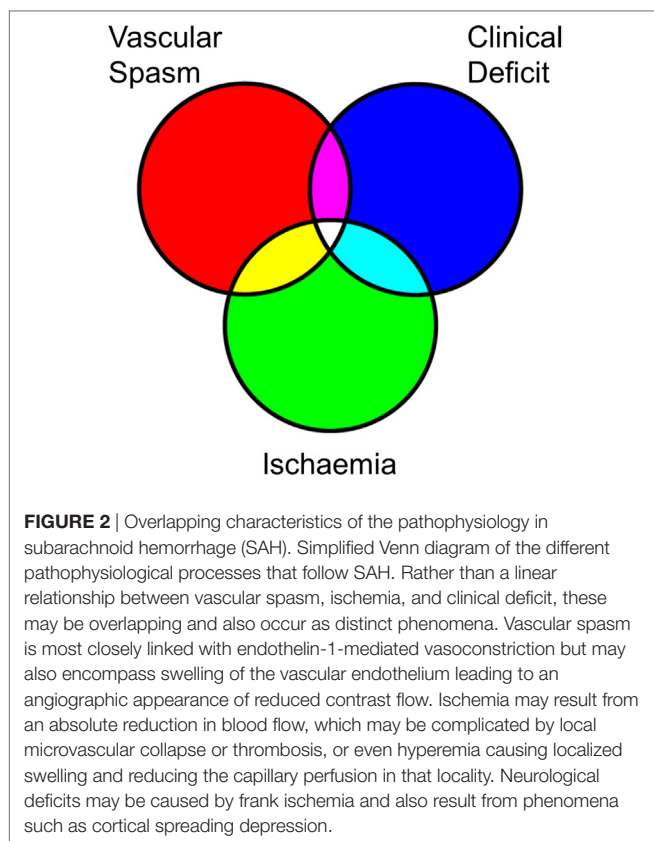 Vascular
Spasm
Clinical
Deficit
Ischaemia
FIGURE 2 | Overlapping characteristics of the pathophysiology in
subarachnoid hemorrhage (SAH). Simplified Venn diagram of the different
pathophysiological processes that follow SAH. Rather than a linear
relationship between vascular spasm, ischemia, and clinical deficit, these
may be overlapping and also occur as distinct phenomena. Vascular spasm
is most closely linked with endothelin-1-mediated vasoconstriction but may
also encompass swelling of the vascular endothelium leading to an
angiographic appearance of reduced contrast flow. Ischemia may result from
an absolute reduction in blood flow, which may be complicated by local
microvascular collapse or thrombosis, or even hyperemia causing localized
swelling and reducing the capillary perfusion in that locality. Neurological
deficits may be caused by frank ischemia and also result from phenomena
such as cortical spreading depression.